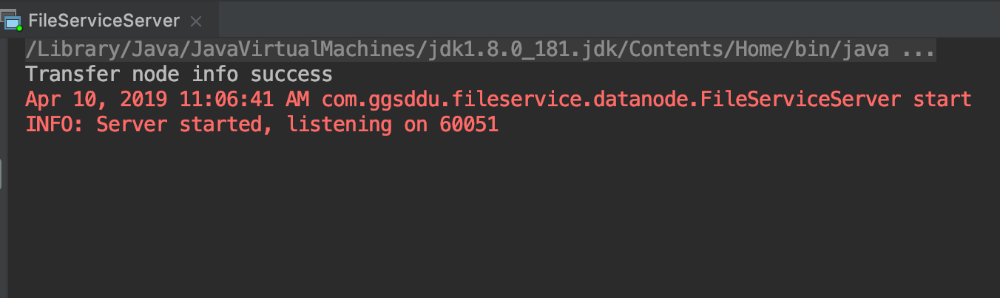 FileServiceServer
/Library/Java/JavaVirtualMachines/jdk1.8.0_181.jdk/Contents/Home/bin/java ...
Transfer node info success
Apr 10, 2019 11:06:41 AM com.ggsddu.fileservice.datanode.FileServiceServer start
INFO: Server started, listening on 60051